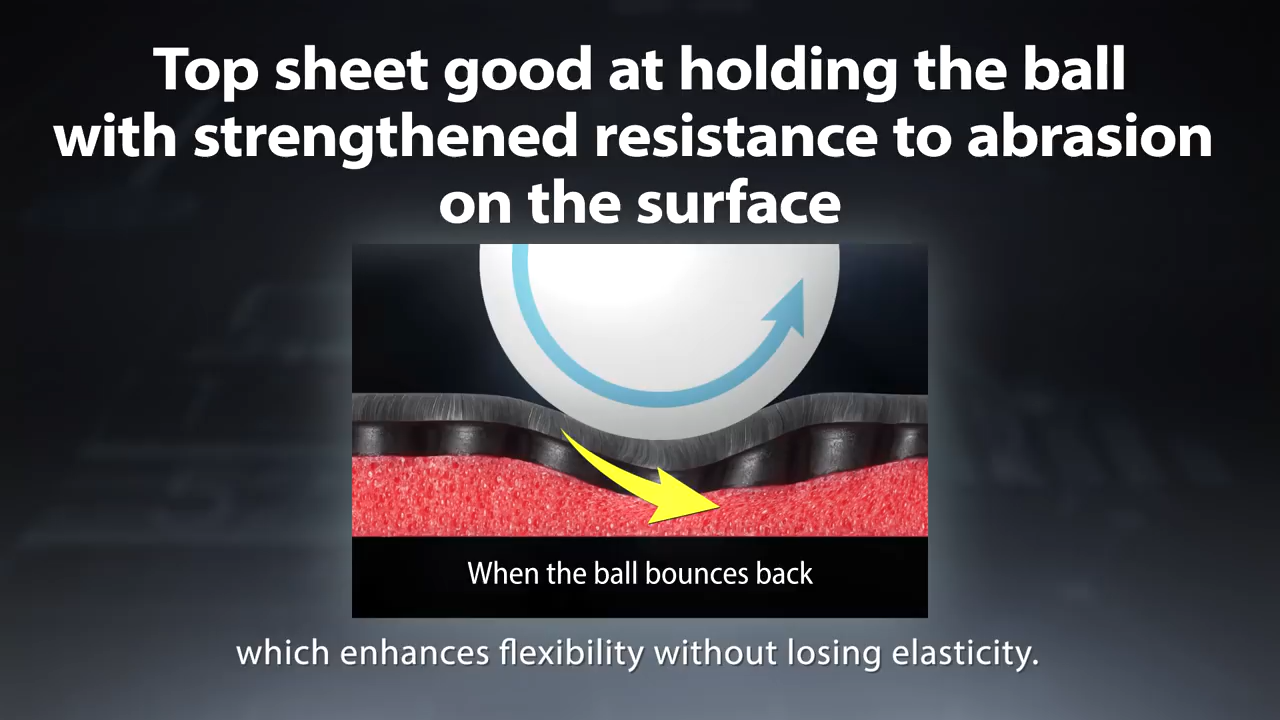 Top sheet good at holding the ball
with strengthened resistance to abrasion
on the surface
When the ball bounces back
which enhances flexibility without losing elasticity.